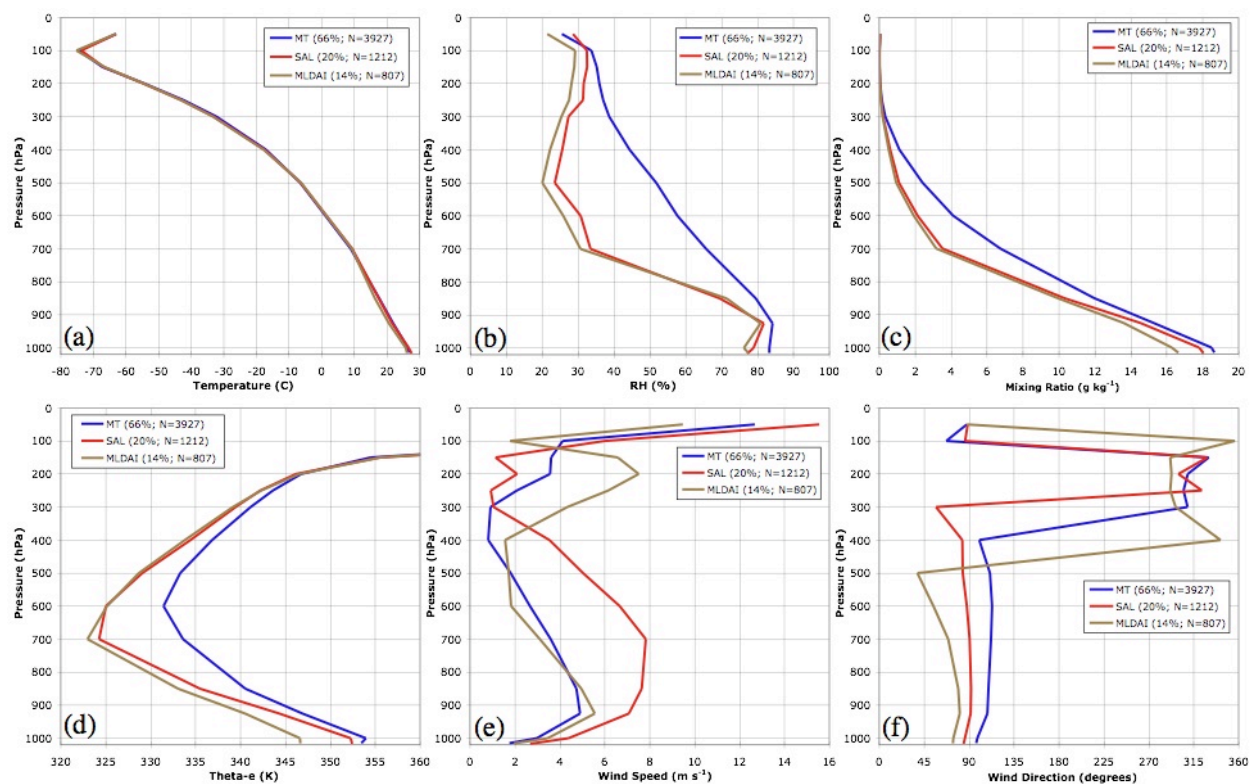 0
100
200
300
400
500
600
700
800
900
1000
Pressure (hPa)
MT (66%; N=3927)
SAL (20%; N=1212)
MLDAI (14%; N=807)
(a)
-80 -70 -60 -50 -40 -30 -20 -10 0 10 20 30
Temperature (C)
0
100
200
300
400
500
600
700
800
900
1000
Pressure (hPa)
MT (66%; N=3927)
SAL (20%; N=1212)
MLDAI (14%; N=807)
(b)
0 10 20 30 40 50 60 70 80 90 100
RH (%)
0
100
200
300
400
500
600
700
800
900
1000
Pressure (hPa)
MT (66%; N=3927)
SAL (20%; N=1212)
MLDAI (14%; N=807)
(c)
0 2 4 6 8 10 12 14 16 18 20
Mixing Ratio (g kg-1)
0
100
200
300
400
500
600
700
800
900
1000
Pressure (hPa)
MT (66%; N=3927)
SAL (20%; N=1212)
MLDAI (14%; N=807)
(d)
320 325 330 335 340 345 350 355 360
Theta-e (K)
0
100
200
300
400
500
600
700
800
900
1000
Pressure (hPa)
MT (66%; N=3927)
SAL (20%; N=1212)
MLDAI (14%; N=807)
(e)
0 2 4 6 8 10 12 14 16
Wind Speed (m s-1)
0
100
200
300
400
500
600
700
800
900
1000
Pressure (hPa)
MT (66%; N=3927)
SAL (20%; N=1212)
MLDAI (14%; N=807)
(f)
0 45 90 135 180 225 270 315 360
Wind Direction (degrees)